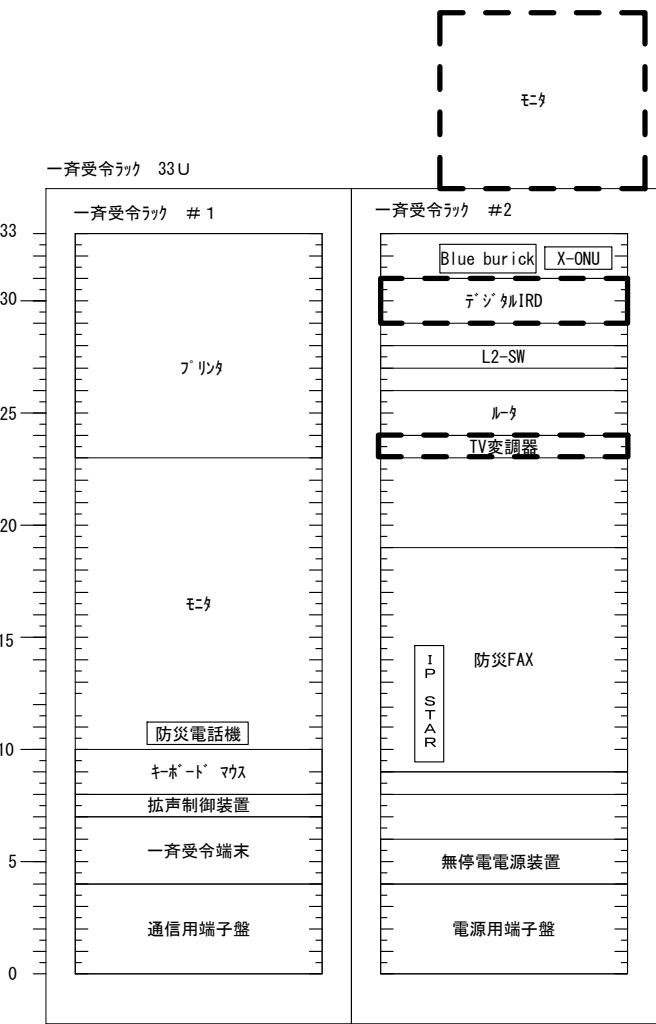 モニタ
一斉受令ラック 33U
一斉受令ラック #1
一斉受令ラック #2
33
30
25
20
15
10
5
0
プリンタ
モニタ
防災電話機
キーボード マウス
拡声制御装置
一斉受令端末
通信用端子盤
Blue burick
X-ONU
デジタルIRD
L2-SW
ルータ
TV変調器
防災FAX
IP STAR
無停電電源装置
電源用端子盤